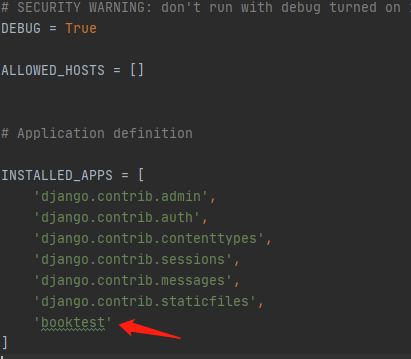 # SECURITY WARNING: don't run with debug turned on
DEBUG = True
ALLOWED_HOSTS = []
# Application definition
INSTALLED_APPS = [
'django.contrib.admin',
'django.contrib.auth',
'django.contrib.contenttypes',
'django.contrib.sessions',
'django.contrib.messages',
'django.contrib.staticfiles',
'booktest'
]